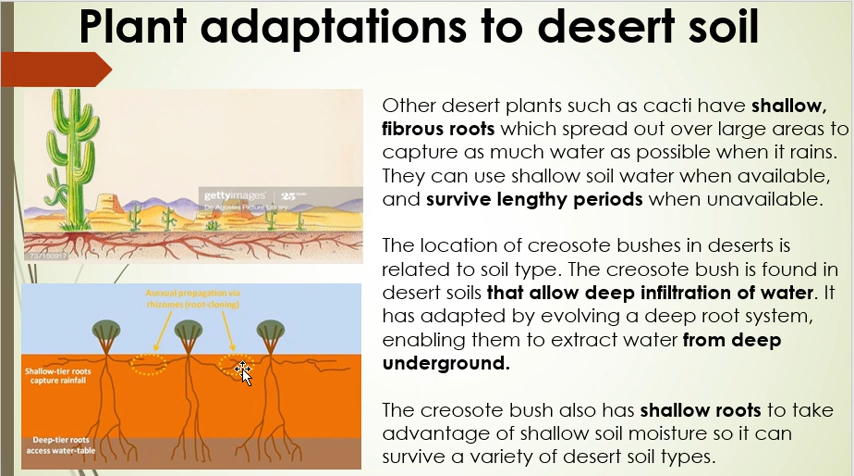 Plant adaptations to desert soil
Other desert plants such as cacti have shallow,
fibrous roots which spread out over large areas to
capture as much water as possible when it rains.
They can use shallow soil water when available,
and survive lengthy periods when unavailable.
The location of creosote bushes in deserts is
related to soil type. The creosote bush is found in
desert soils that allow deep infiltration of water. It
has adapted by evolving a deep root system,
enabling them to extract water from deep
underground.
The creosote bush also has shallow roots to take
advantage of shallow soil moisture so it can
survive a variety of desert soil types.
gettyimages
De Agostini Picture Library
Asexual propagation via
rhizomes (root-cloning)
Shallow-tier roots
capture rainfall
Deep-tier roots
access water-table